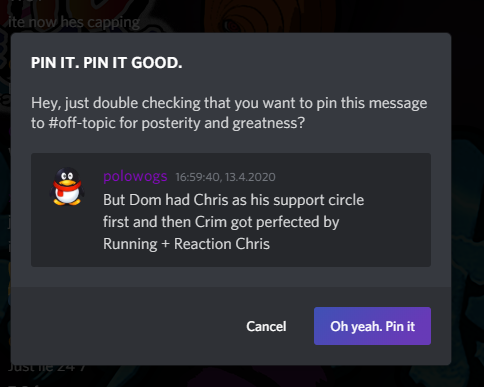 ite now hes capping
PIN IT. PIN IT GOOD.
Hey, just double checking that you want to pin this message
to #off-topic for posterity and greatness?
polowogs 16:59:40, 13.4.2020
But Dom had Chris as his support circle
first and then Crim got perfected by
Running + Reaction Chris
Cancel Oh yeah. Pin it
Just lie 24 7